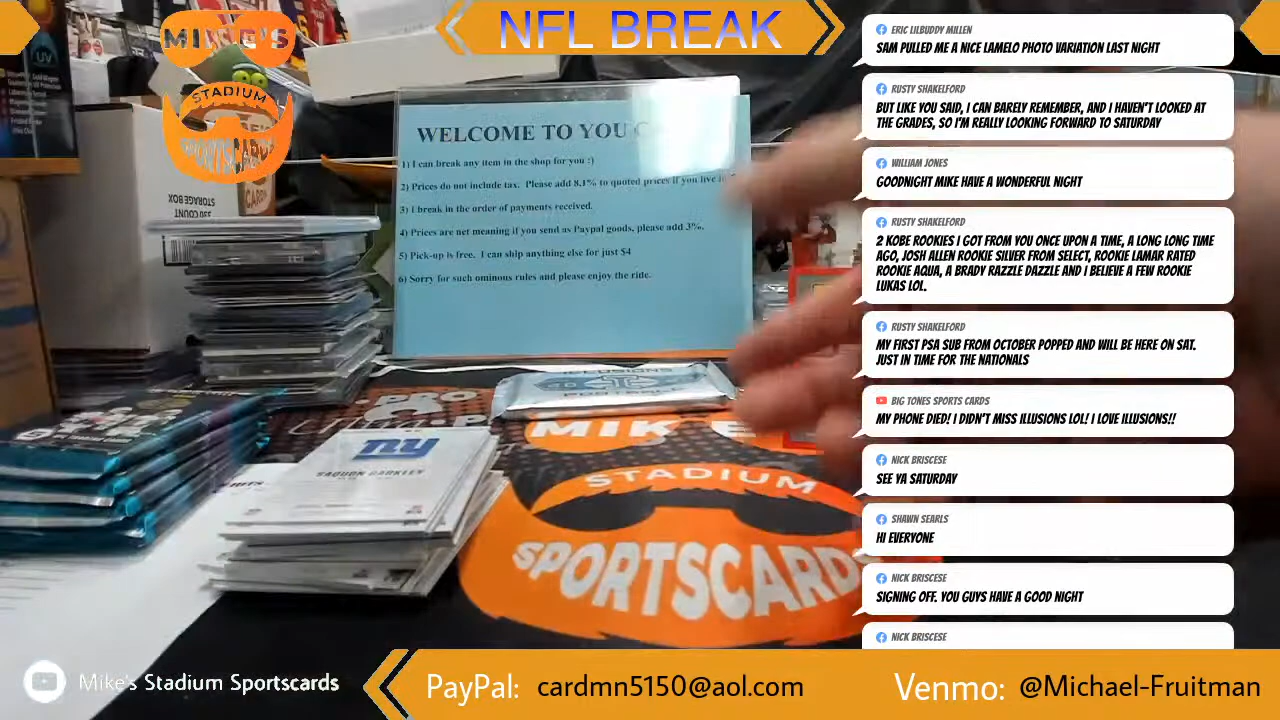 NFL BREAK
MIKE'S
STADIUM
SPORTSCARDS
UV
WELCOME TO YOU
1) I can break any item in the shop for you :)
2) Prices do not include tax. Please add 8.1% to quoted prices if you live in
3) I break in the order of payments received.
4) Prices are net meaning if you send as Paypal goods, please add 3%.
5) Pick-up is free. I can ship anything else for just $4
6) Sorry for such ominous rules and please enjoy the ride.
STORAGE BOX
ILLUSIONS
PRO
ny
SAQUON BARKLEY
MIKE
STADIUM
SPORTSCARDS
ERIC LILBUDDY MILLEN
SAM PULLED ME A NICE LAMELO PHOTO VARIATION LAST NIGHT
RUSTY SHAKELFORD
BUT LIKE YOU SAID, I CAN BARELY REMEMBER, AND I HAVEN'T LOOKED AT
THE GRADES, SO I'M REALLY LOOKING FORWARD TO SATURDAY
WILLIAM JONES
GOODNIGHT MIKE HAVE A WONDERFUL NIGHT
RUSTY SHAKELFORD
2 KOBE ROOKIES I GOT FROM YOU ONCE UPON A TIME, A LONG LONG TIME
AGO, JOSH ALLEN ROOKIE SILVER FROM SELECT, ROOKIE LAMAR RATED
ROOKIE AQUA, A BRADY RAZZLE DAZZLE AND I BELIEVE A FEW ROOKIE
LUKAS LOL.
RUSTY SHAKELFORD
MY FIRST PSA SUB FROM OCTOBER POPPED AND WILL BE HERE ON SAT.
JUST IN TIME FOR THE NATIONALS
BIG TONES SPORTS CARDS
MY PHONE DIED! I DIDN'T MISS ILLUSIONS LOL! I LOVE ILLUSIONS!!
NICK BRISCESE
SEE YA SATURDAY
SHAWN SEARLS
HI EVERYONE
NICK BRISCESE
SIGNING OFF. YOU GUYS HAVE A GOOD NIGHT
NICK BRISCESE
Mike's Stadium Sportscards
PayPal: cardmn5150@aol.com
Venmo: @Michael-Fruitman